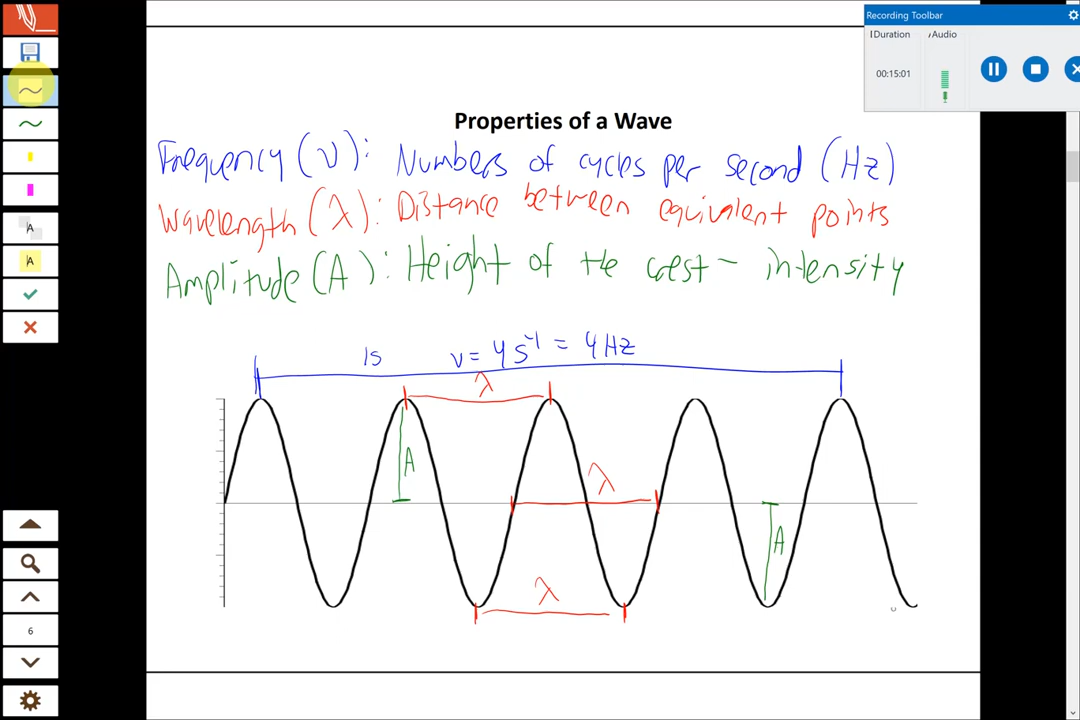 Recording Toolbar
Duration
Audio
00:15:01
Properties of a Wave
Frequency (ν): Numbers of cycles per second (Hz)
Wavelength (λ): Distance between equivalent points
Amplitude (A): Height of the crest - intensity
1s ν = 4 s⁻¹ = 4 Hz
λ
A
λ
A
λ
A
A
6